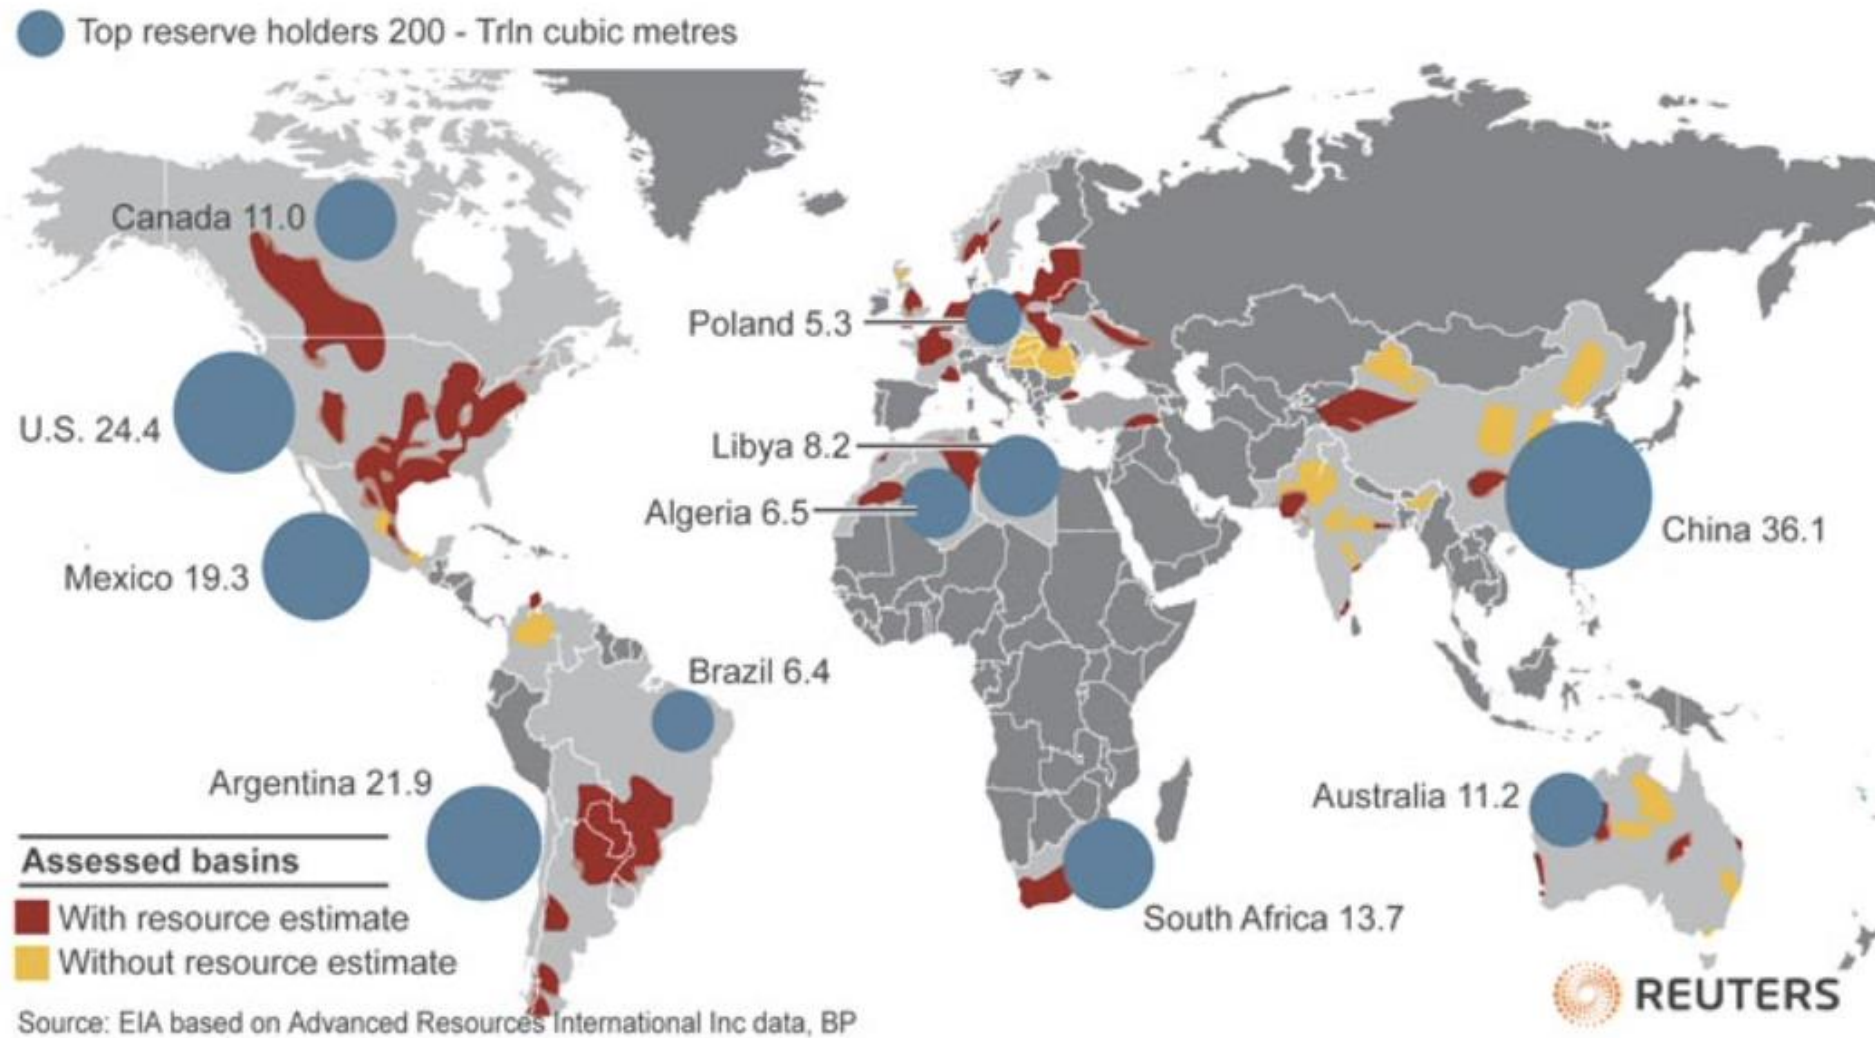 Top reserve holders 200 - Trln cubic metres
Canada 11.0
Poland 5.3
U.S. 24.4
Libya 8.2
Algeria 6.5
China 36.1
Mexico 19.3
Brazil 6.4
Argentina 21.9
Australia 11.2
South Africa 13.7
Assessed basins
With resource estimate
Without resource estimate
REUTERS
Source: EIA based on Advanced Resources International Inc data, BP